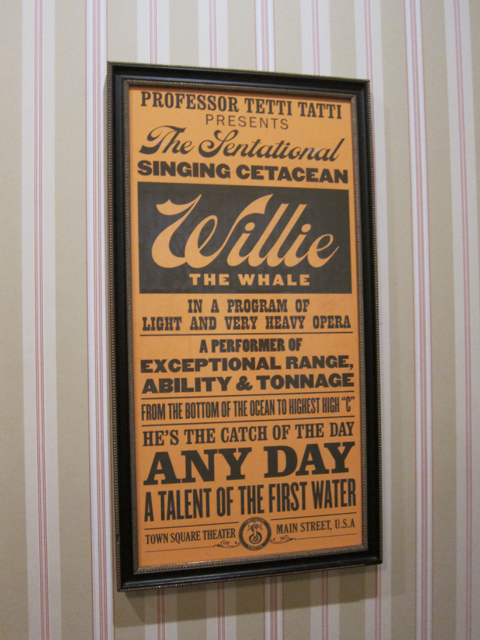 PROFESSOR TETTI TATTI
PRESENTS
The Sentational
SINGING CETACEAN
Willie
THE WHALE
IN A PROGRAM OF
LIGHT AND VERY HEAVY OPERA
A PERFORMER OF
EXCEPTIONAL RANGE,
ABILITY & TONNAGE
FROM THE BOTTOM OF THE OCEAN TO HIGHEST HIGH "C"
HE'S THE CATCH OF THE DAY
ANY DAY
A TALENT OF THE FIRST WATER
TOWN SQUARE THEATER MAIN STREET, U.S.A